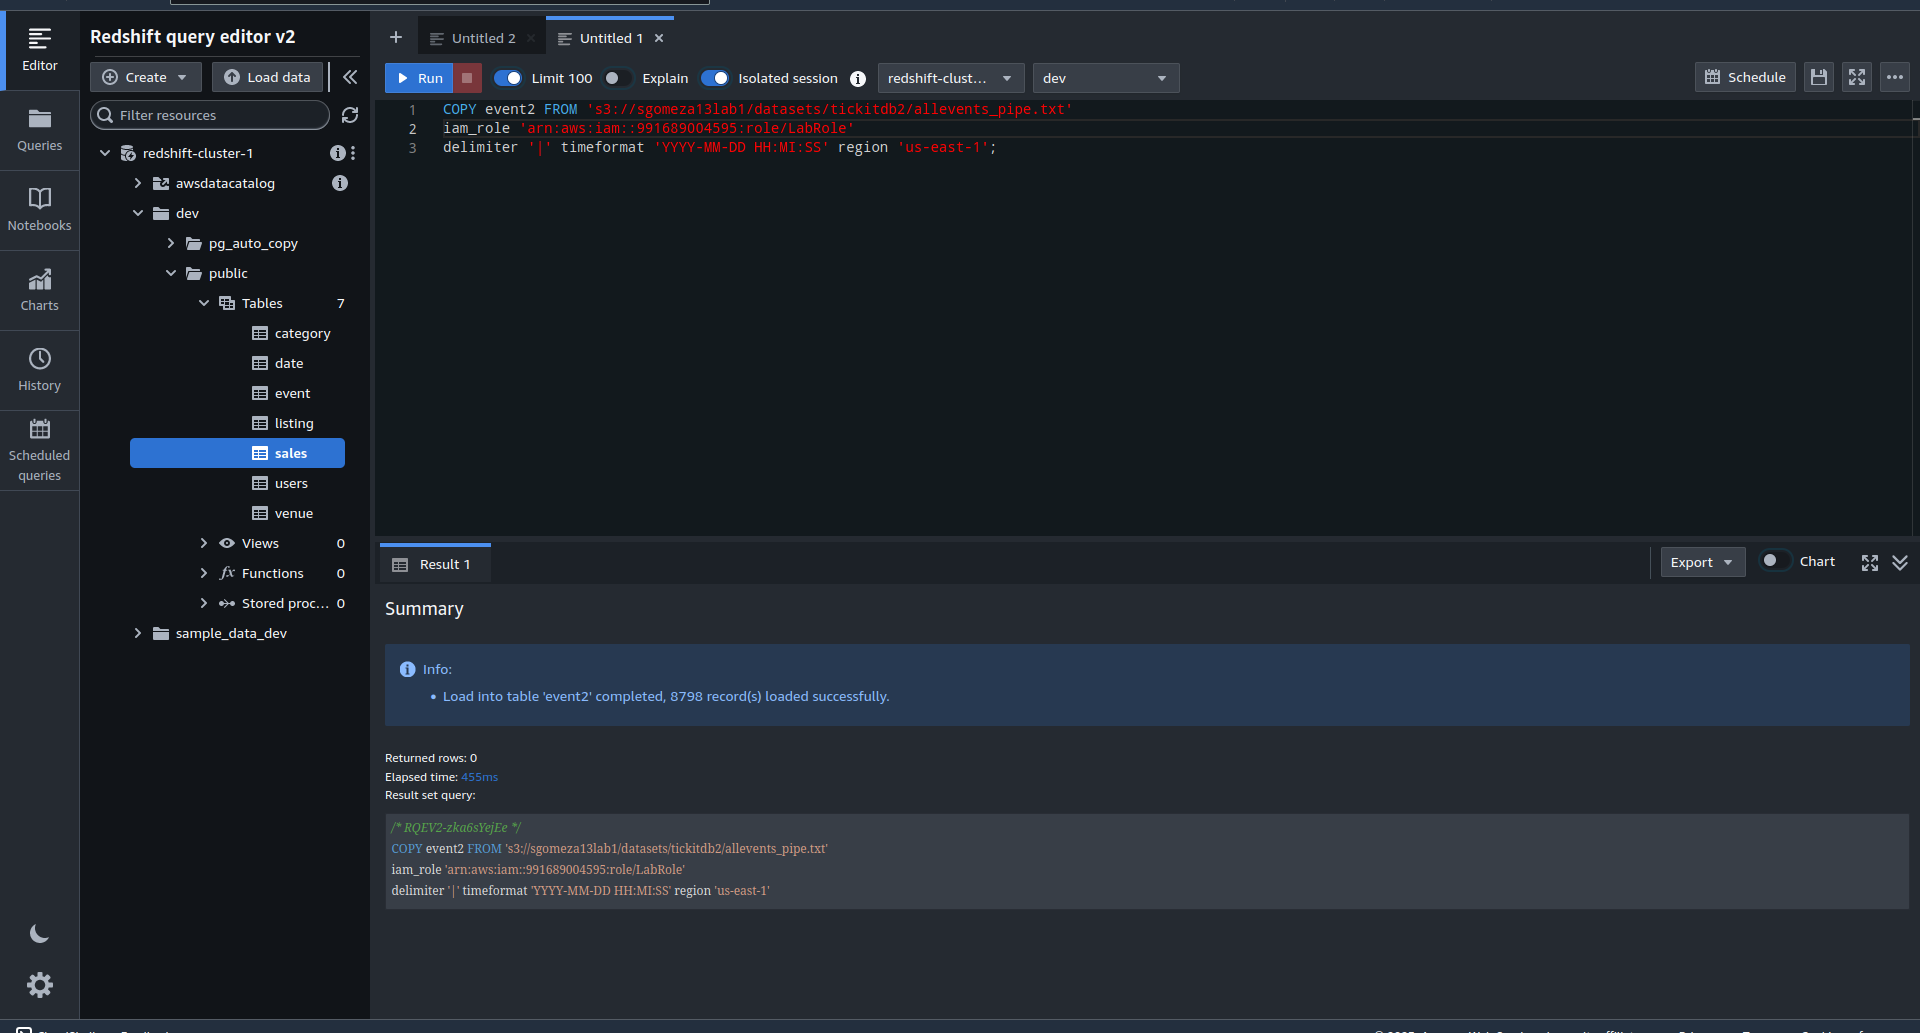 Redshift query editor v2
Editor
Queries
Notebooks
Charts
History
Scheduled
queries
Create
Load data
Filter resources
redshift-cluster-1
awsdatacatalog
dev
pg_auto_copy
public
Tables 7
category
date
event
listing
sales
users
venue
Views 0
Functions 0
Stored proc... 0
sample_data_dev
Untitled 2
Untitled 1
Run
Limit 100
Explain
Isolated session
redshift-clust...
dev
Schedule
1 COPY event2 FROM 's3://sgomeza13lab1/datasets/tickitdb2/allevents_pipe.txt'
2 iam_role 'arn:aws:iam::991689004595:role/LabRole'
3 delimiter '|' timeformat 'YYYY-MM-DD HH:MI:SS' region 'us-east-1';
Result 1
Export
Chart
Summary
Info:
• Load into table 'event2' completed, 8798 record(s) loaded successfully.
Returned rows: 0
Elapsed time: 455ms
Result set query:
/* RQEV2-zka6sYejEe */
COPY event2 FROM 's3://sgomeza13lab1/datasets/tickitdb2/allevents_pipe.txt'
iam_role 'arn:aws:iam::991689004595:role/LabRole'
delimiter '|' timeformat 'YYYY-MM-DD HH:MI:SS' region 'us-east-1'